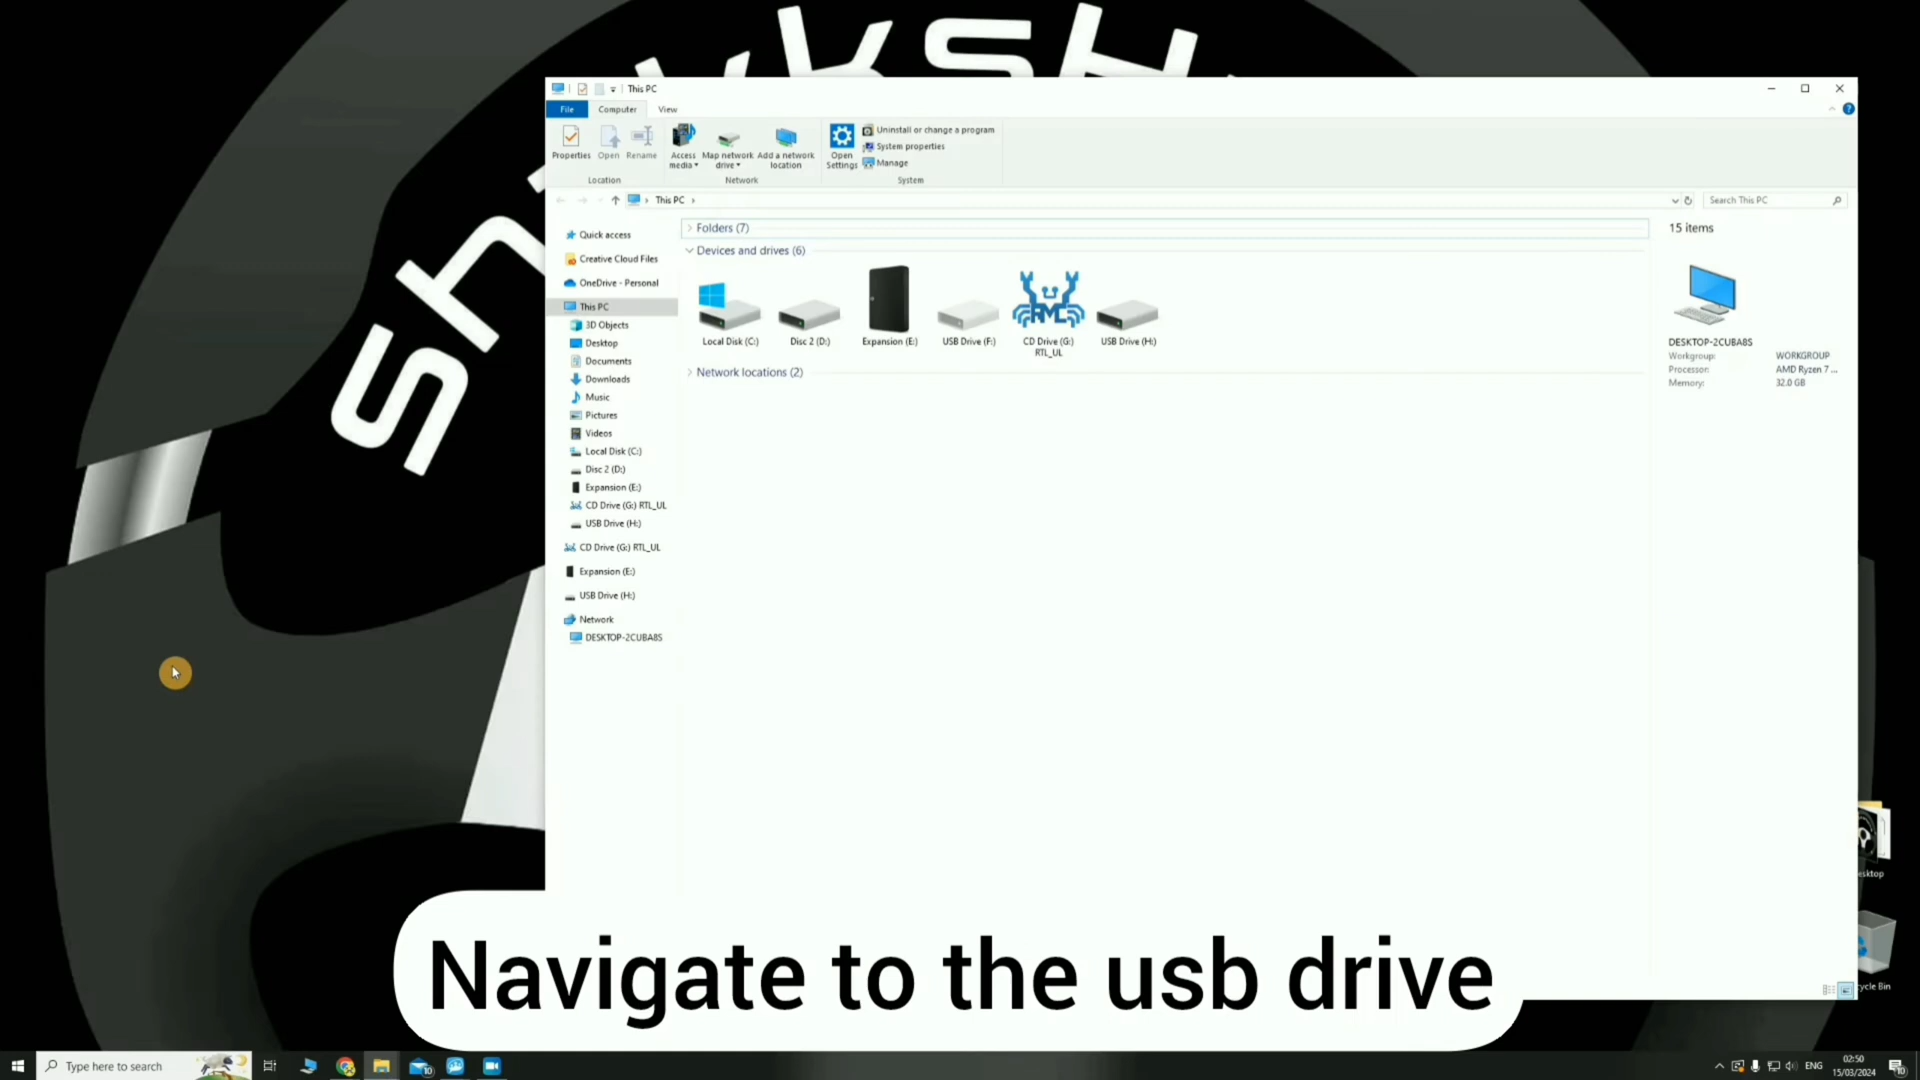 This PC
File
Computer
View
Properties
Open
Rename
Access media
Map network drive
Add a network location
Open Settings
Uninstall or change a program
System properties
Manage
Location
Network
System
This PC
Search This PC
Quick access
Creative Cloud Files
OneDrive - Personal
This PC
3D Objects
Desktop
Documents
Downloads
Music
Pictures
Videos
Local Disk (C:)
Disc 2 (D:)
Expansion (E:)
CD Drive (G:) RTL_UL
USB Drive (H:)
CD Drive (G:) RTL_UL
Expansion (E:)
USB Drive (H:)
Network
DESKTOP-2CUBA8S
Folders (7)
Devices and drives (6)
Local Disk (C:)
Disc 2 (D:)
Expansion (E:)
USB Drive (F:)
RMC
CD Drive (G:)
RTL_UL
USB Drive (H:)
Network locations (2)
15 items
DESKTOP-2CUBA8S
Workgroup: WORKGROUP
Processor: AMD Ryzen 7 ...
Memory: 32.0 GB
esktop
cycle Bin
Navigate to the usb drive
Type here to search
10
ENG
02:50
15/03/2024
10